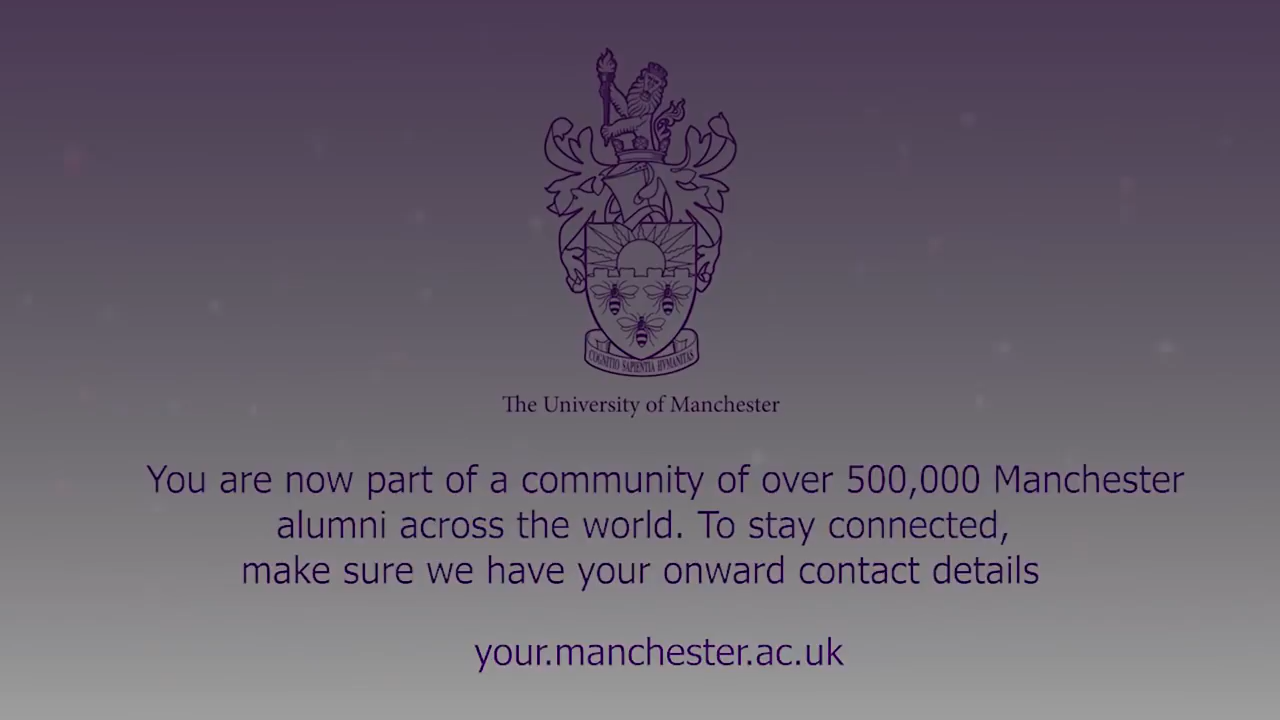 COGNITIO SAPIENTIA HVMANITAS
The University of Manchester
You are now part of a community of over 500,000 Manchester
alumni across the world. To stay connected,
make sure we have your onward contact details
your.manchester.ac.uk